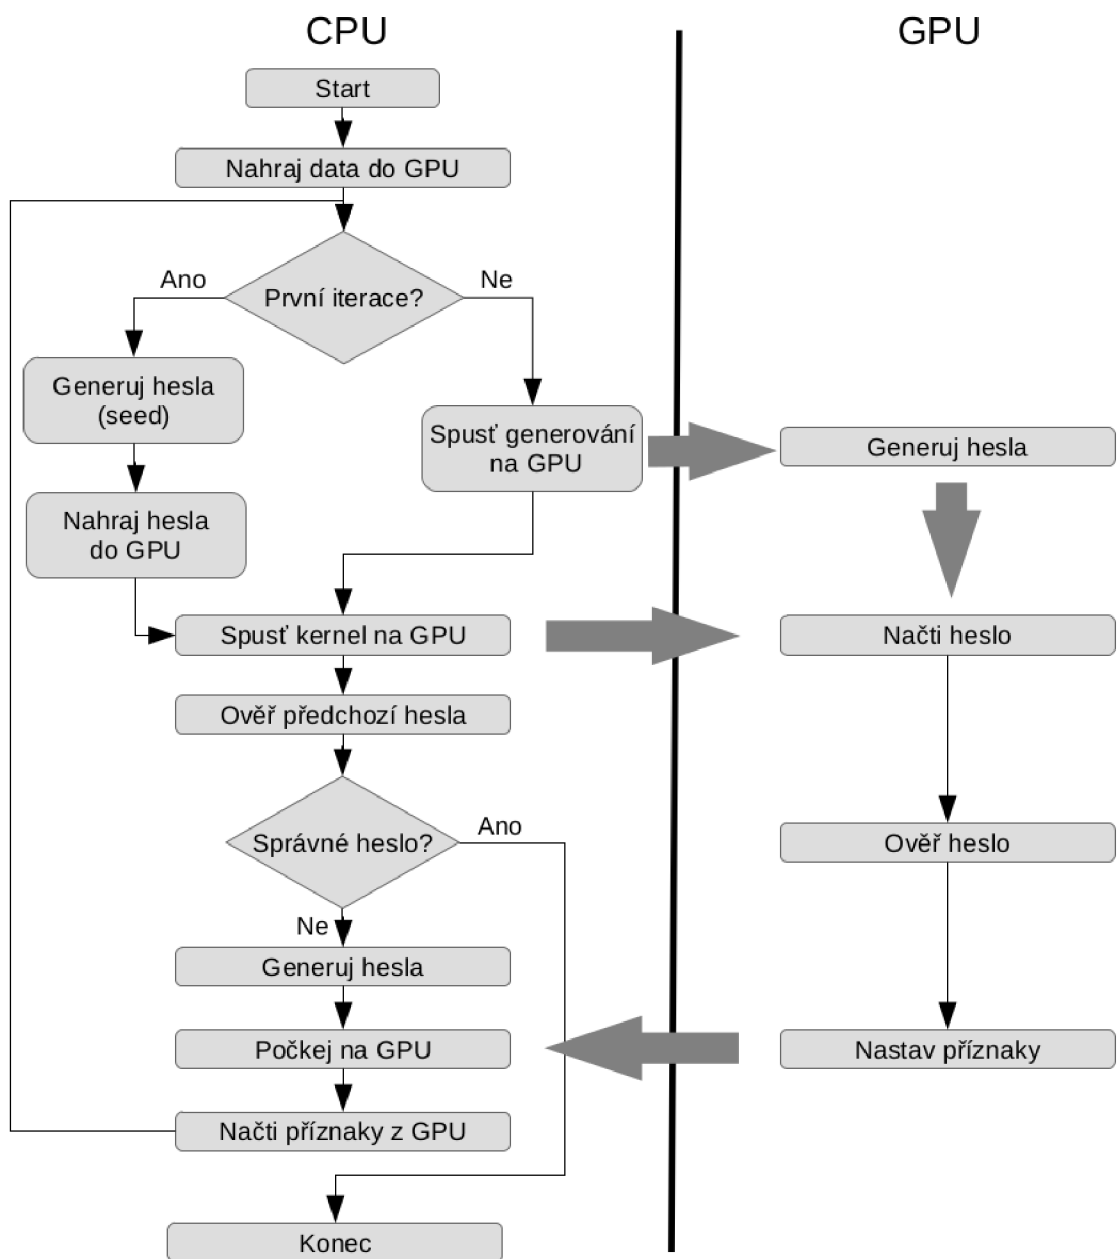 CPU
GPU
Start
Nahraj data do GPU
Ano
Ne
První iterace?
Generuj hesla
(seed)
Spusť generování
na GPU
Generuj hesla
Nahraj hesla
do GPU
Spusť kernel na GPU
Načti heslo
Ověř předchozí hesla
Správné heslo?
Ano
Ověř heslo
Ne
Generuj hesla
Počkej na GPU
Nastav příznaky
Načti příznaky z GPU
Konec